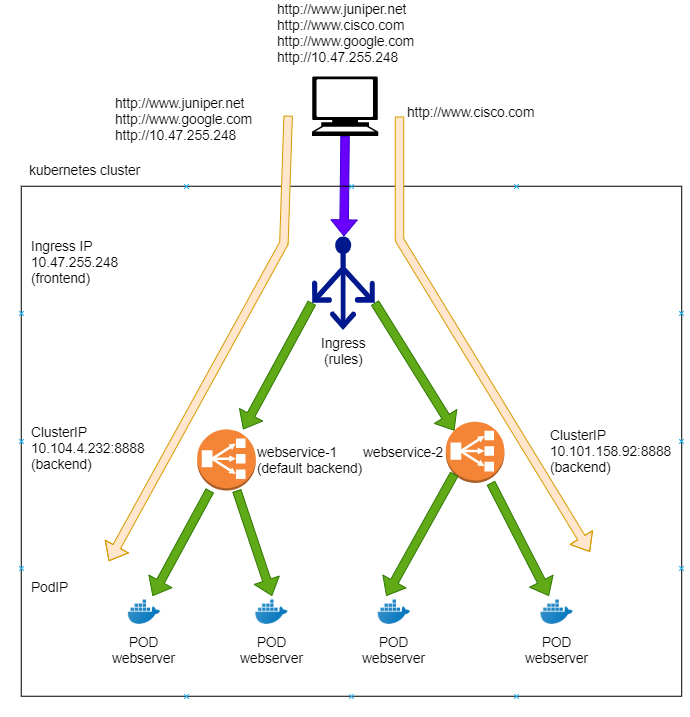 http://www.juniper.net
http://www.cisco.com
http://www.google.com
http://10.47.255.248
http://www.juniper.net
http://www.google.com
http://10.47.255.248
http://www.cisco.com
kubernetes cluster
Ingress IP
10.47.255.248
(frontend)
Ingress
(rules)
ClusterIP
10.104.4.232:8888
(backend)
webservice-1
(default backend)
webservice-2
ClusterIP
10.101.158.92:8888
(backend)
PodIP
POD
webserver
POD
webserver
POD
webserver
POD
webserver